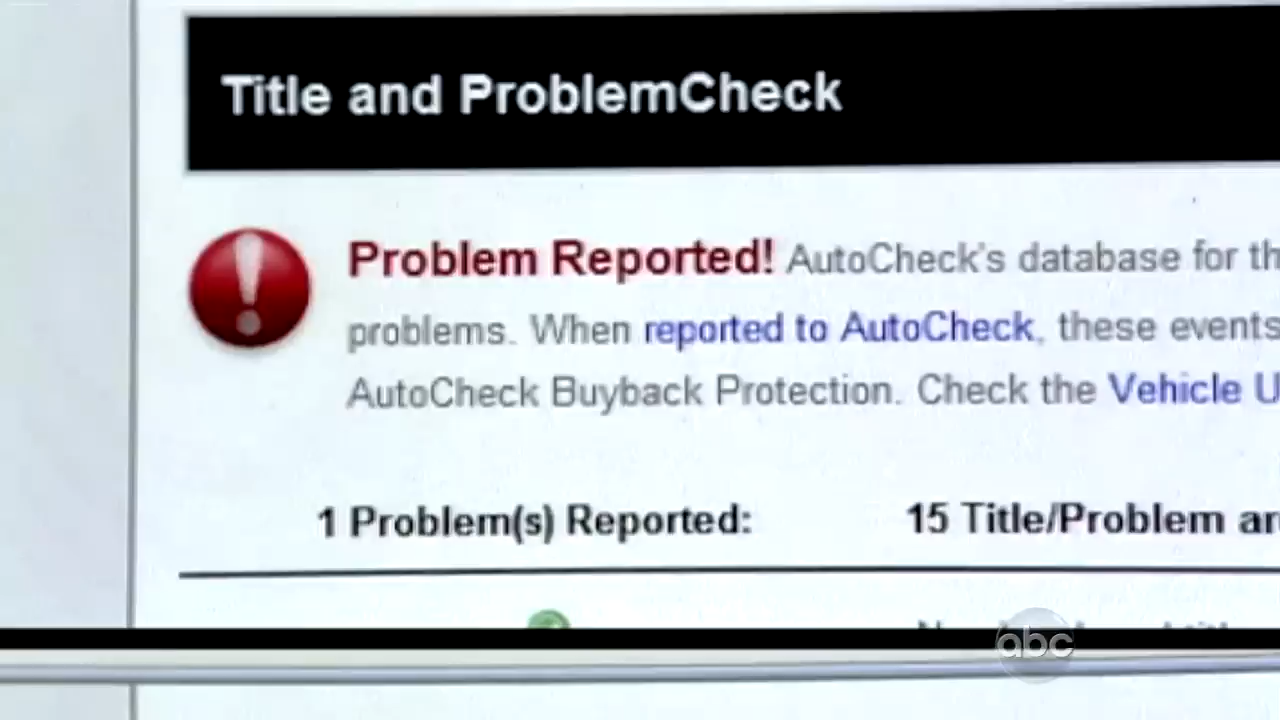 Title and ProblemCheck
Problem Reported! AutoCheck's database for th
problems. When reported to AutoCheck, these events
AutoCheck Buyback Protection. Check the Vehicle U
1 Problem(s) Reported:
15 Title/Problem ar
abc